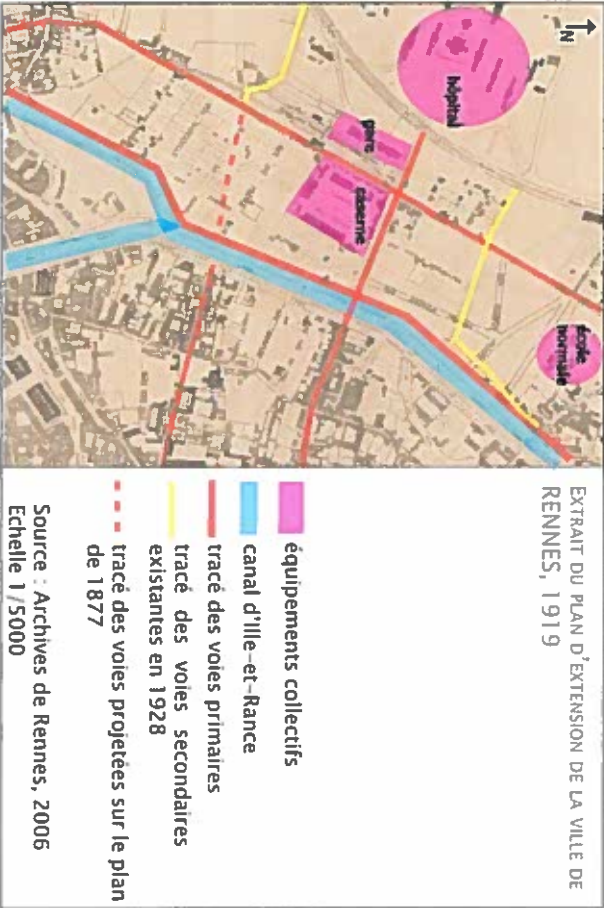 EXTRAIT DU PLAN D'EXTENSION DE LA VILLE DE
RENNES, 1919
équipements collectifs
canal d'Ille-et-Rance
tracé des voies primaires
tracé des voies secondaires
existantes en 1928
tracé des voies projetées sur le plan
de 1877
Source : Archives de Rennes, 2006
Echelle 1/5000
N
hôpital
parc
caserne
école
normale